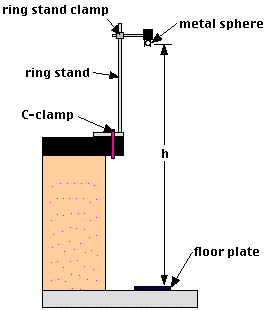 ring stand clamp
metal sphere
ring stand
C-clamp
h
floor plate